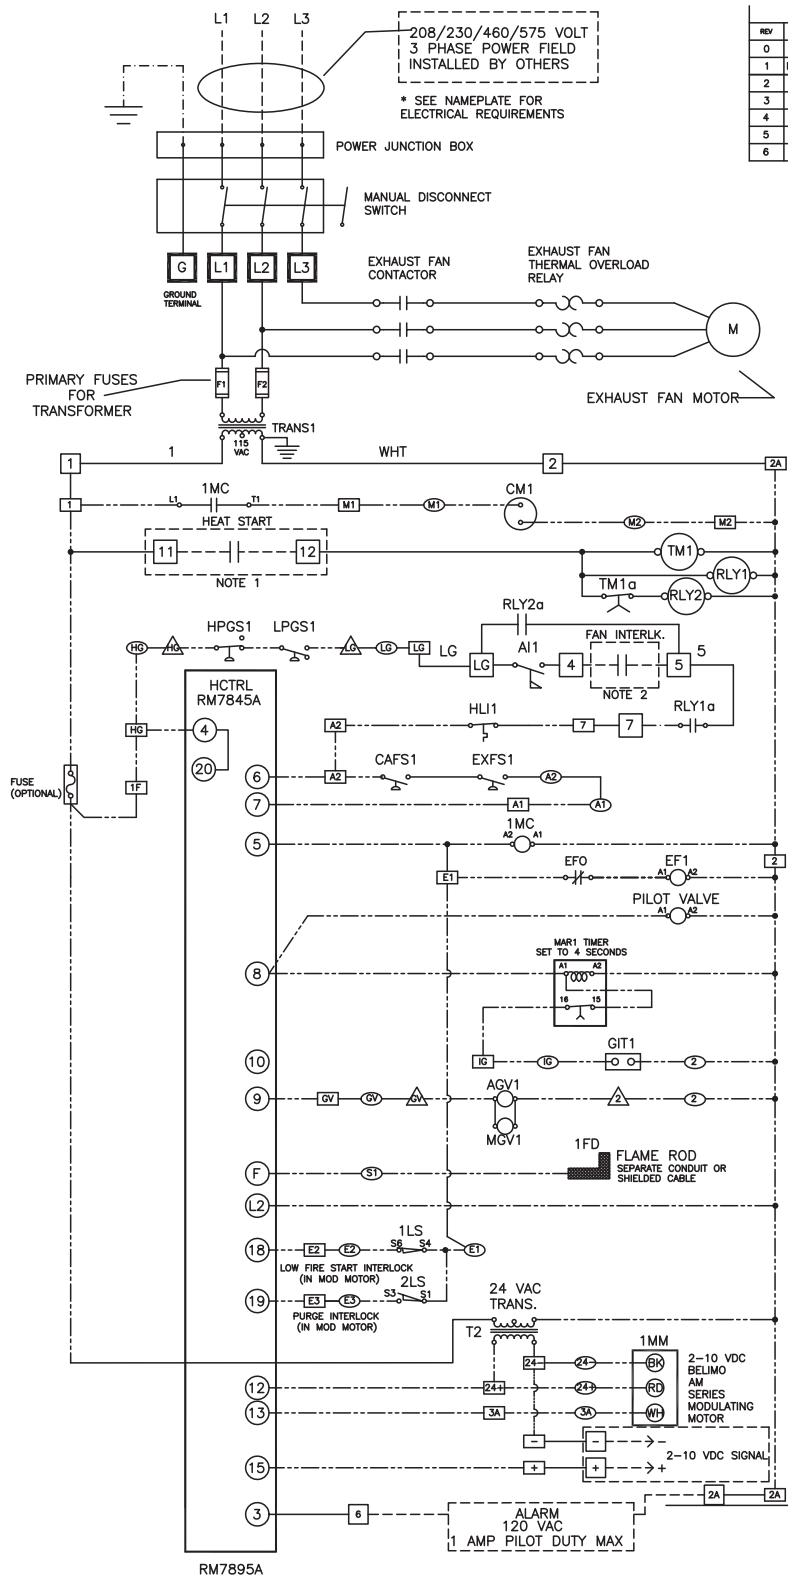 L1 L2 L3
208/230/460/575 VOLT
3 PHASE POWER FIELD
INSTALLED BY OTHERS
* SEE NAMEPLATE FOR
ELECTRICAL REQUIREMENTS
REV
0
1
2
3
4
5
6
POWER JUNCTION BOX
MANUAL DISCONNECT
SWITCH
G L1 L2 L3
GROUND
TERMINAL
EXHAUST FAN
CONTACTOR
EXHAUST FAN
THERMAL OVERLOAD
RELAY
M
EXHAUST FAN MOTOR
PRIMARY FUSES
FOR
TRANSFORMER
F1 F2
TRANS1
115
VAC
1 1 WHT 2 2A
1 L1 1MC T1 M1 M1 CM1
M2 M2
HEAT START
11 12
NOTE 1
TM1
RLY1
TM1a RLY2
RLY2a
HG HG HPGS1 LPGS1 LG LG LG LG LG AI1 4 FAN INTERLK. 5 5
NOTE 2
HCTRL
RM7845A
HG 4
20
FUSE
(OPTIONAL)
1F
A2 HLI1 7 7 RLY1a
6 A2 CAFS1 EXFS1 A2
7 A1 A1
5 1MC
A2 A1
2
E1 EFO EF1
A1 A2
PILOT VALVE
A1 A2
MAR1 TIMER
SET TO 4 SECONDS
8 A1 A2
16 15
10 IG IG GIT1 2
9 GV GV GV AGV1 2 2
MGV1
F S1 1FD FLAME ROD
SEPARATE CONDUIT OR
SHIELDED CABLE
L2
18 E2 E2 1LS
S6 S4 E1
LOW FIRE START INTERLOCK
(IN MOD MOTOR)
19 E3 E3 2LS
S3 S1
PURGE INTERLOCK
(IN MOD MOTOR)
24 VAC
TRANS.
T2
1MM
24- 24- BK
12 24+ 24+ RD
13 3A 3A WH
2-10 VDC
BELIMO
AM
SERIES
MODULATING
MOTOR
- - -
2-10 VDC SIGNAL
15 + + +
3 6
ALARM
120 VAC
1 AMP PILOT DUTY MAX
2A 2A
RM7895A